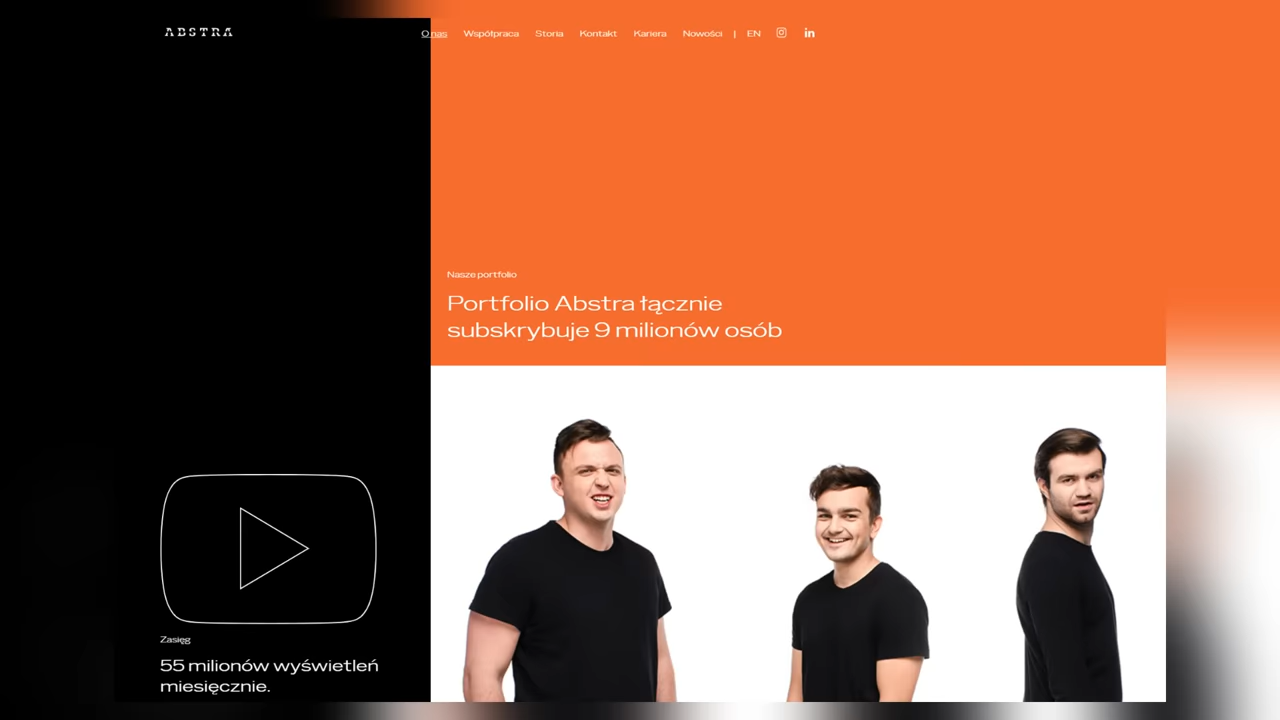 ABSTRA
O nas Współpraca Storia Kontakt Kariera Nowości | EN
Nasze portfolio
Portfolio Abstra łącznie
subskrybuje 9 milionów osób
Zasięg
55 milionów wyświetleń
miesięcznie.